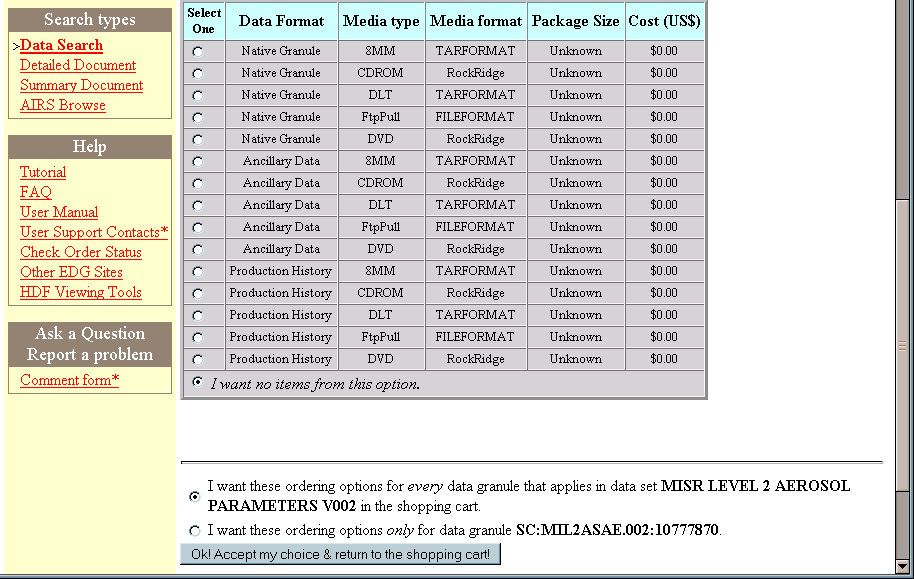 Search types
>Data Search
Detailed Document
Summary Document
AIRS Browse
Help
Tutorial
FAQ
User Manual
User Support Contacts*
Check Order Status
Other EDG Sites
HDF Viewing Tools
Ask a Question
Report a problem
Comment form*
Select One Data Format Media type Media format Package Size Cost (US$)
Native Granule 8MM TARFORMAT Unknown $0.00
Native Granule CDROM RockRidge Unknown $0.00
Native Granule DLT TARFORMAT Unknown $0.00
Native Granule FtpPull FILEFORMAT Unknown $0.00
Native Granule DVD RockRidge Unknown $0.00
Ancillary Data 8MM TARFORMAT Unknown $0.00
Ancillary Data CDROM RockRidge Unknown $0.00
Ancillary Data DLT TARFORMAT Unknown $0.00
Ancillary Data FtpPull FILEFORMAT Unknown $0.00
Ancillary Data DVD RockRidge Unknown $0.00
Production History 8MM TARFORMAT Unknown $0.00
Production History CDROM RockRidge Unknown $0.00
Production History DLT TARFORMAT Unknown $0.00
Production History FtpPull FILEFORMAT Unknown $0.00
Production History DVD RockRidge Unknown $0.00
I want no items from this option.
I want these ordering options for every data granule that applies in data set MISR LEVEL 2 AEROSOL
PARAMETERS V002 in the shopping cart.
I want these ordering options only for data granule SC:MIL2ASAE.002:10777870.
Ok! Accept my choice & return to the shopping cart!